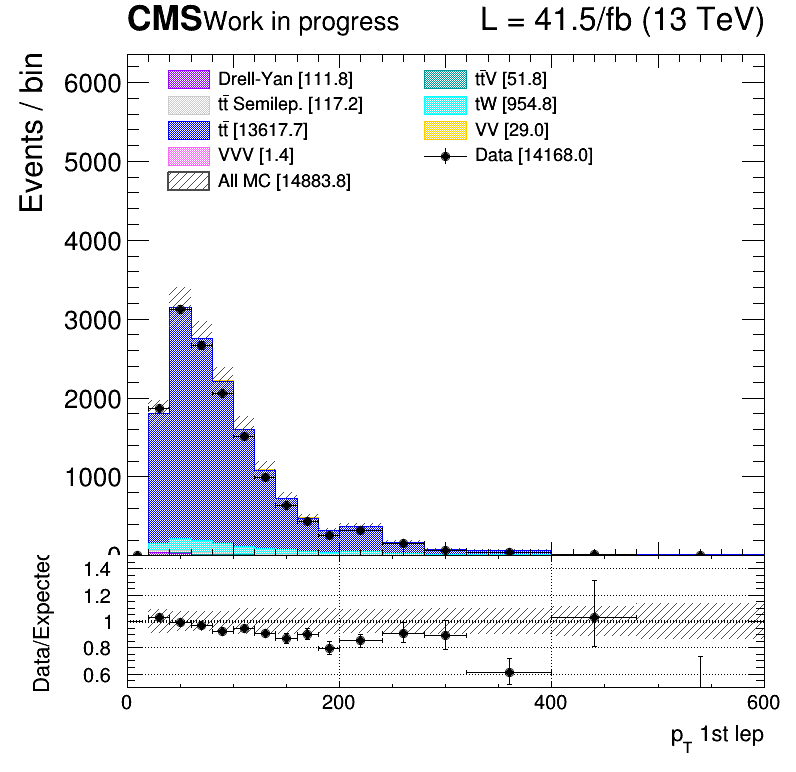 CMS Work in progress L = 41.5/fb (13 TeV)
Events / bin
6000
5000
4000
3000
2000
1000
0
Drell-Yan [111.8]
tt̄ Semilep. [117.2]
tt̄ [13617.7]
VVV [1.4]
All MC [14883.8]
tt̄V [51.8]
tW [954.8]
VV [29.0]
Data [14168.0]
Data/Expected
1.4
1.2
1
0.8
0.6
0 200 400 600
p_T 1st lep